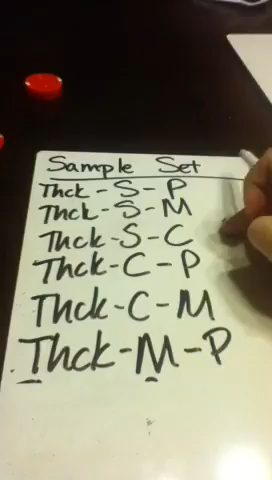 Sample Set
Thck-S-P
Thck-S-M
Thck-S-C
Thck-C-P
Thck-C-M
Thck-M-P